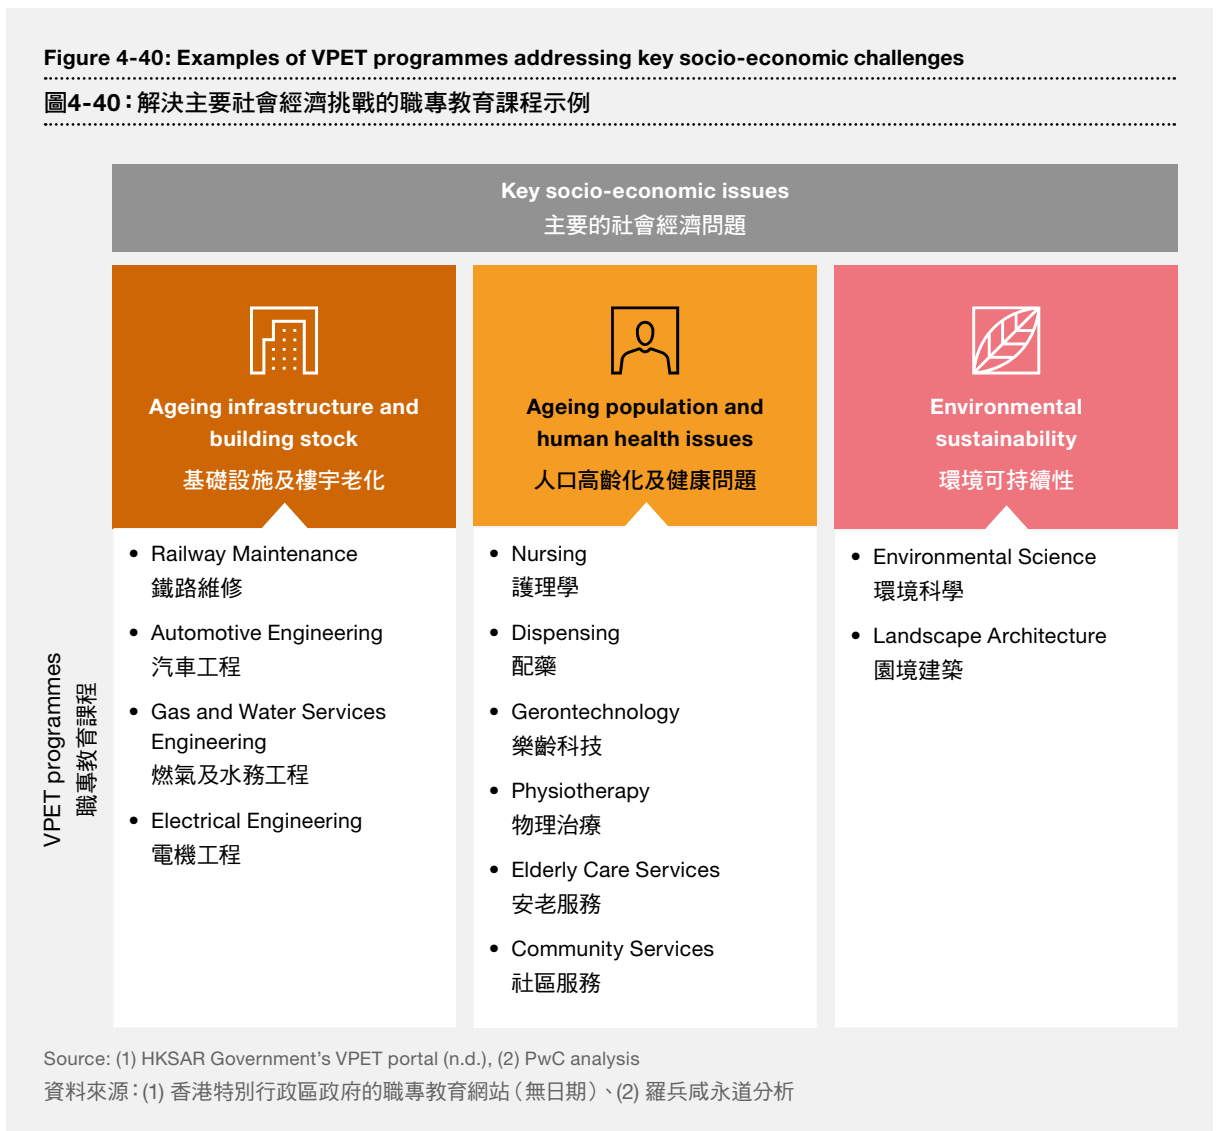 Figure 4-40: Examples of VPET programmes addressing key socio-economic challenges
圖4-40：解決主要社會經濟挑戰的職專教育課程示例
Key socio-economic issues
主要的社會經濟問題
Ageing infrastructure and
building stock
基礎設施及樓宇老化
Ageing population and
human health issues
人口高齡化及健康問題
Environmental
sustainability
環境可持續性
VPET programmes
職專教育課程
• Railway Maintenance
鐵路維修
• Automotive Engineering
汽車工程
• Gas and Water Services
Engineering
燃氣及水務工程
• Electrical Engineering
電機工程
• Nursing
護理學
• Dispensing
配藥
• Gerontechnology
樂齡科技
• Physiotherapy
物理治療
• Elderly Care Services
安老服務
• Community Services
社區服務
• Environmental Science
環境科學
• Landscape Architecture
園境建築
Source: (1) HKSAR Government’s VPET portal (n.d.), (2) PwC analysis
資料來源：(1) 香港特別行政區政府的職專教育網站（無日期）、(2) 羅兵咸永道分析